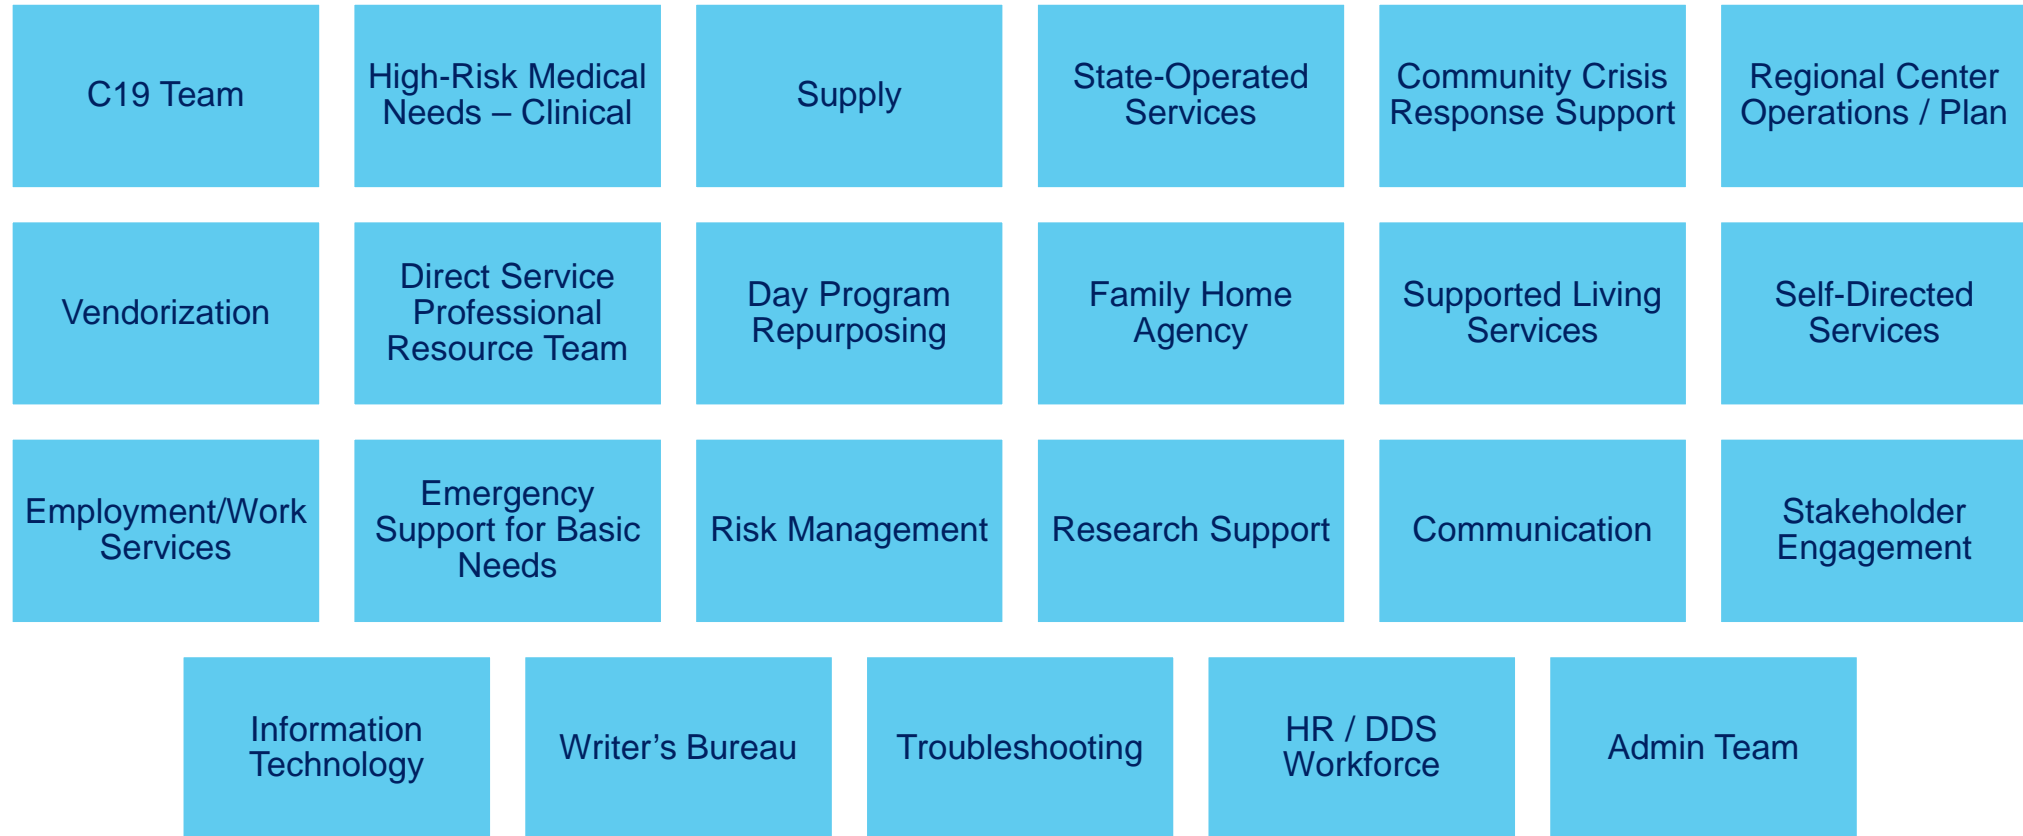 C19 Team
High-Risk Medical
Needs – Clinical
Supply
State-Operated
Services
Community Crisis
Response Support
Regional Center
Operations / Plan
Vendorization
Direct Service
Professional
Resource Team
Day Program
Repurposing
Family Home
Agency
Supported Living
Services
Self-Directed
Services
Employment/Work
Services
Emergency
Support for Basic
Needs
Risk Management
Research Support
Communication
Stakeholder
Engagement
Information
Technology
Writer’s Bureau
Troubleshooting
HR / DDS
Workforce
Admin Team